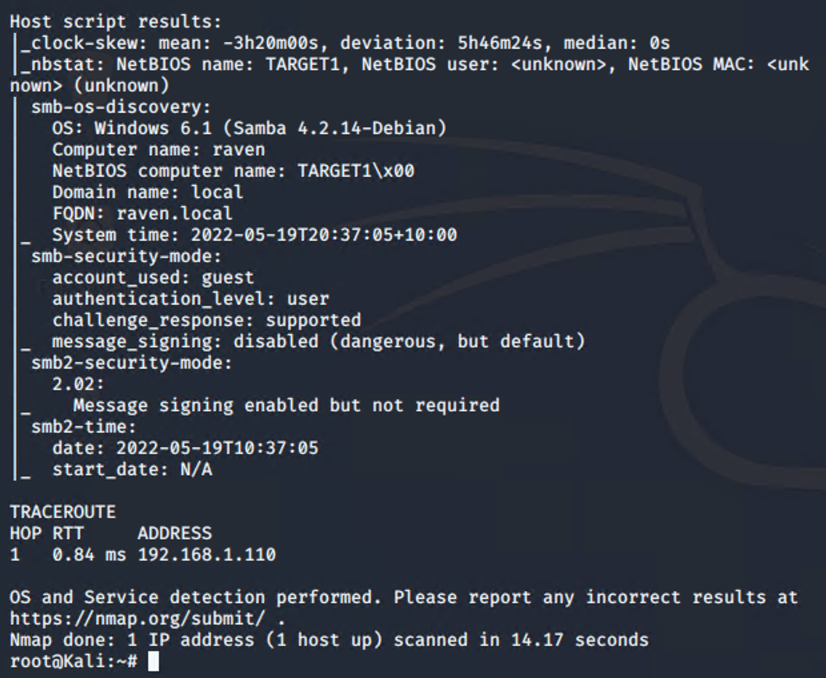 Host script results:
|_clock-skew: mean: -3h20m00s, deviation: 5h46m24s, median: 0s
|_nbstat: NetBIOS name: TARGET1, NetBIOS user: <unknown>, NetBIOS MAC: <unk
nown> (unknown)
| smb-os-discovery:
|   OS: Windows 6.1 (Samba 4.2.14-Debian)
|   Computer name: raven
|   NetBIOS computer name: TARGET1\x00
|   Domain name: local
|   FQDN: raven.local
|_  System time: 2022-05-19T20:37:05+10:00
| smb-security-mode:
|   account_used: guest
|   authentication_level: user
|   challenge_response: supported
|_  message_signing: disabled (dangerous, but default)
| smb2-security-mode:
|   2.02:
|_    Message signing enabled but not required
| smb2-time:
|   date: 2022-05-19T10:37:05
|_  start_date: N/A
TRACEROUTE
HOP RTT     ADDRESS
1   0.84 ms 192.168.1.110
OS and Service detection performed. Please report any incorrect results at
https://nmap.org/submit/ .
Nmap done: 1 IP address (1 host up) scanned in 14.17 seconds
root@Kali:~#